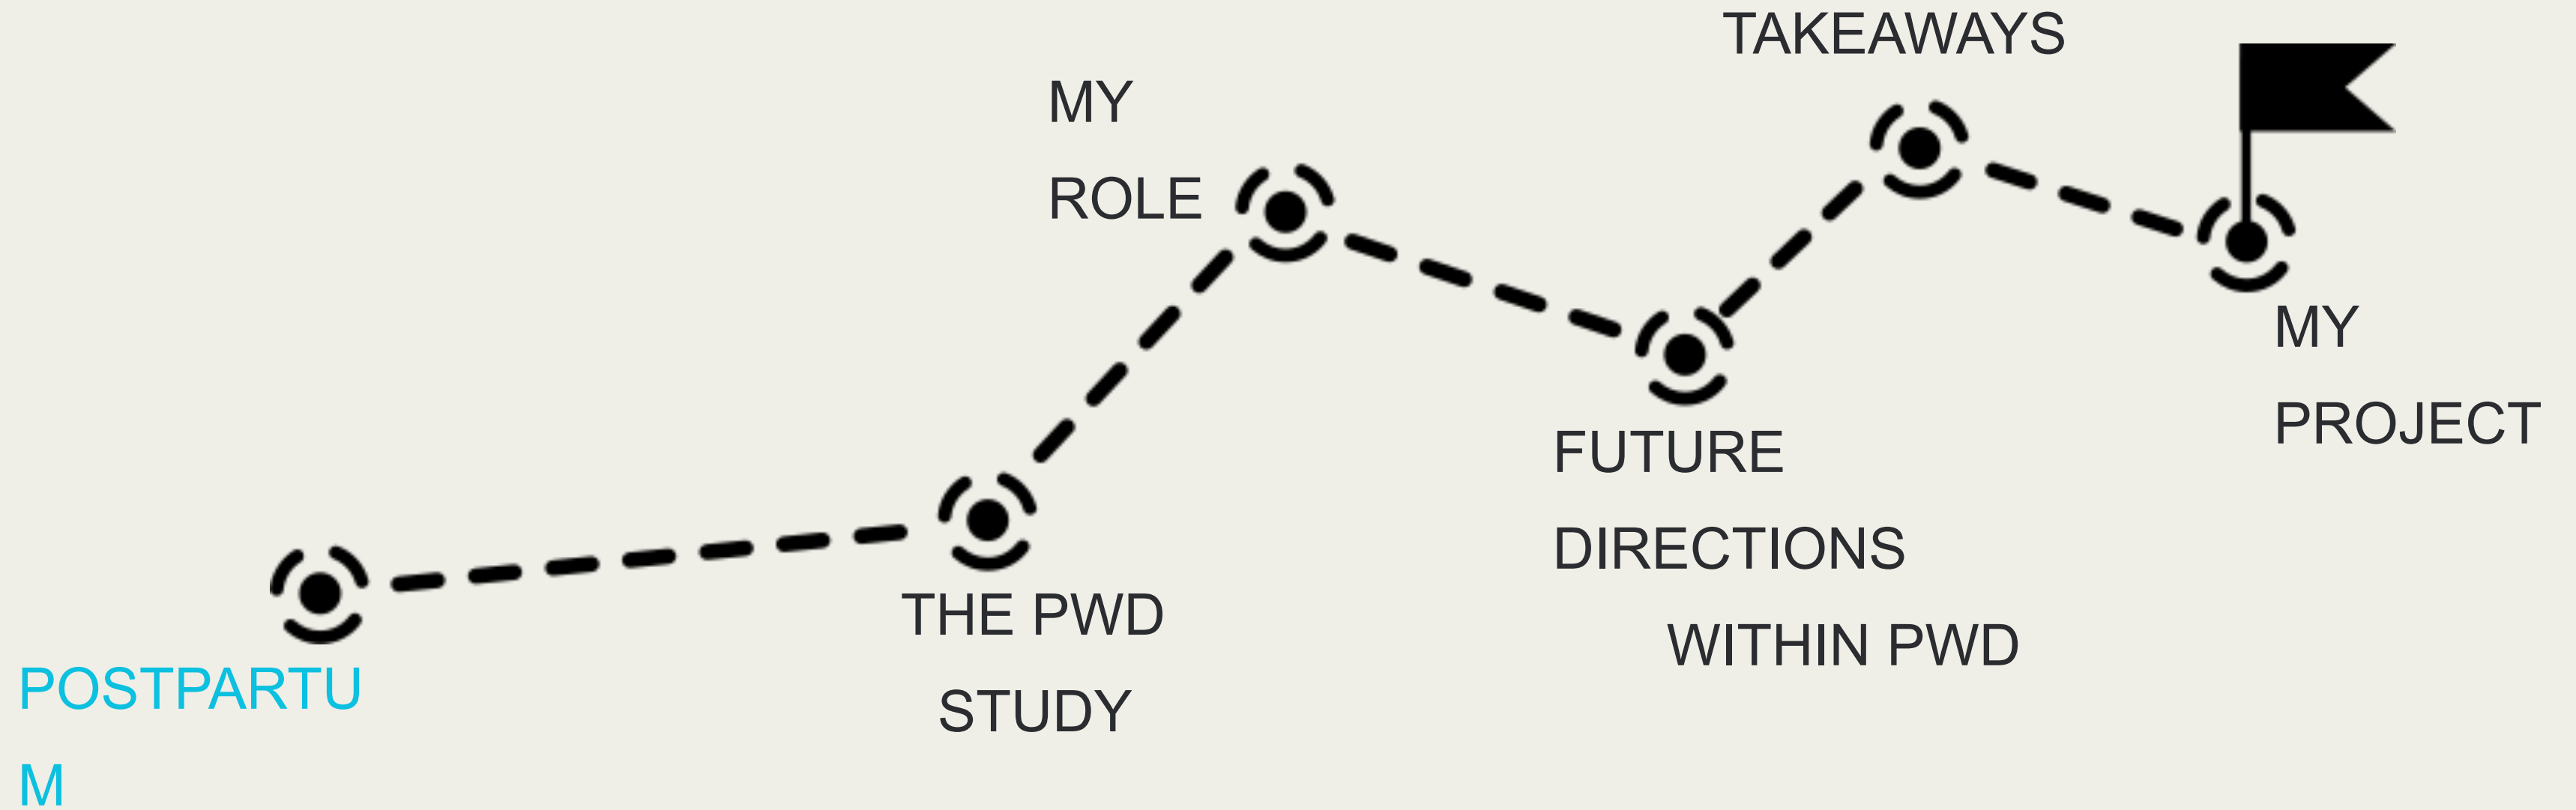 POSTPARTU
M
THE PWD
STUDY
MY
ROLE
FUTURE
DIRECTIONS
WITHIN PWD
TAKEAWAYS
MY
PROJECT